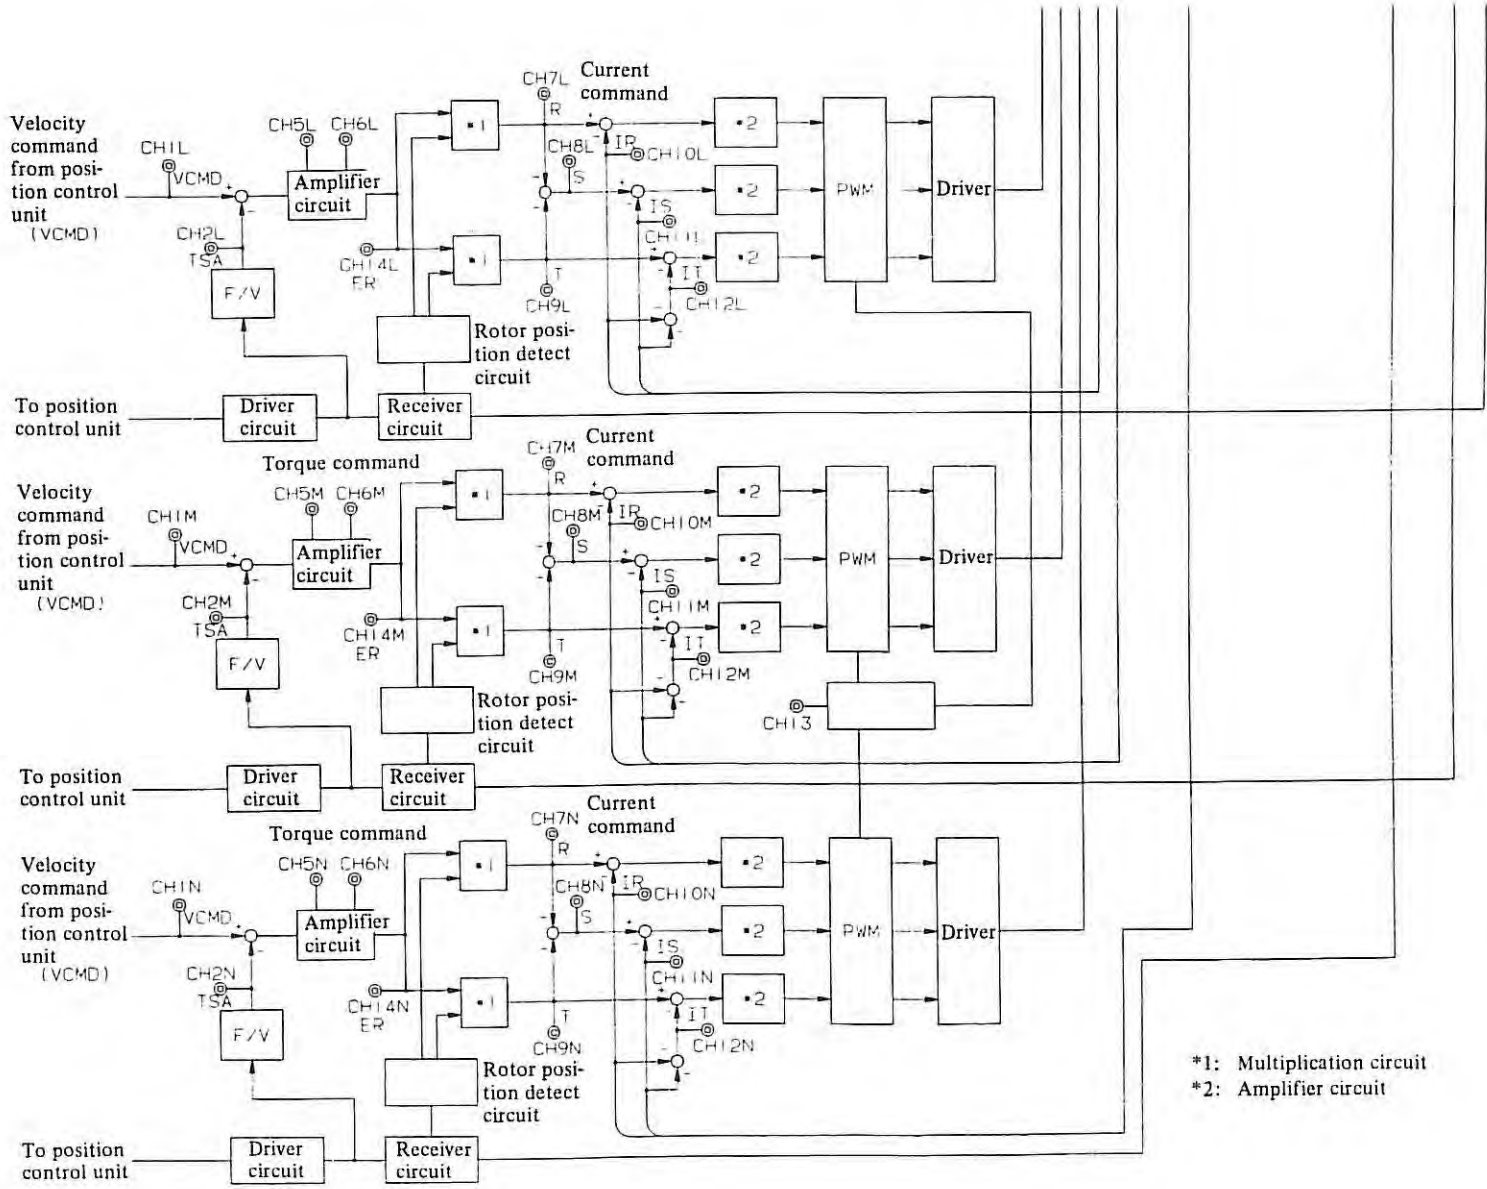 CH7L
Current
command
R
Velocity
command
from posi-
tion control
unit
(VCMD)
CH1L
VCMD
+
-
CH5L
CH6L
Amplifier
circuit
*1
CH8L
S
IR
CH10L
*2
PWM
Driver
*2
IS
CH11L
CH2L
TSA
CH14L
ER
*1
T
CH9L
IT
CH12L
*2
F/V
Rotor posi-
tion detect
circuit
To position
control unit
Driver
circuit
Receiver
circuit
Torque command
CH7M
Current
command
R
Velocity
command
from posi-
tion control
unit
(VCMD)
CH1M
VCMD
+
-
CH5M
CH6M
Amplifier
circuit
*1
CH8M
S
IR
CH10M
*2
PWM
Driver
*2
IS
CH11M
CH2M
TSA
CH14M
ER
*1
T
CH9M
IT
CH12M
*2
F/V
Rotor posi-
tion detect
circuit
CH13
To position
control unit
Driver
circuit
Receiver
circuit
Torque command
CH7N
Current
command
R
Velocity
command
from posi-
tion control
unit
(VCMD)
CH1N
VCMD
+
-
CH5N
CH6N
Amplifier
circuit
*1
CH8N
S
IR
CH10N
*2
PWM
Driver
*2
IS
CH11N
CH2N
TSA
CH14N
ER
*1
T
CH9N
IT
CH12N
*2
F/V
Rotor posi-
tion detect
circuit
To position
control unit
Driver
circuit
Receiver
circuit
*1: Multiplication circuit
*2: Amplifier circuit